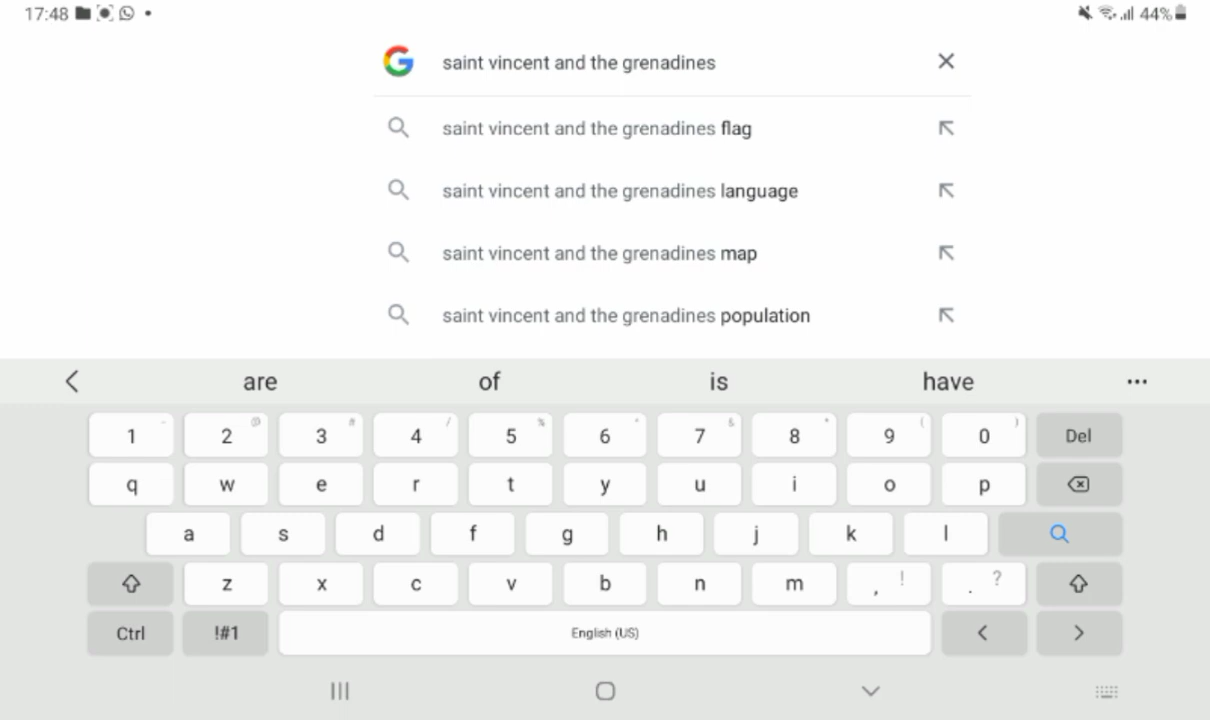 17:48 44%
saint vincent and the grenadines
saint vincent and the grenadines flag
saint vincent and the grenadines language
saint vincent and the grenadines map
saint vincent and the grenadines population
are of is have
1 2 @ 3 # 4 / 5 % 6 ^ 7 & 8 * 9 ( 0 ) Del
q w e r t y u i o p
a s d f g h j k l
z x c v b n m , ! . ?
Ctrl !#1 English (US)